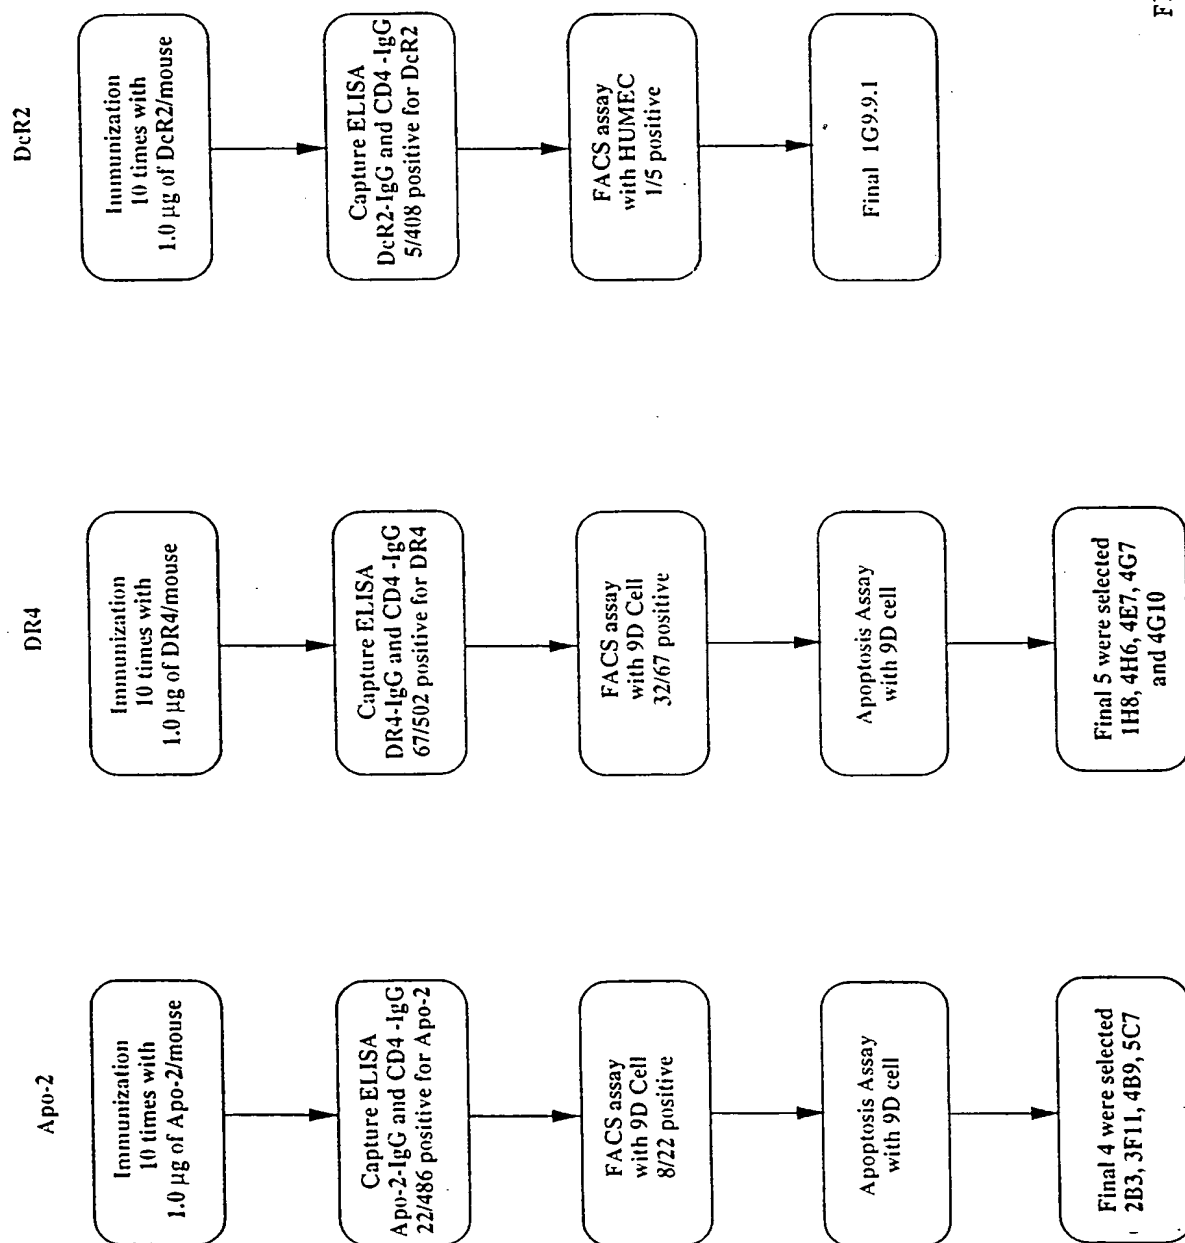 Apo-2
Immunization
10 times with
1.0 µg of Apo-2/mouse
Capture ELISA
Apo-2-IgG and CD4 -IgG
22/486 positive for Apo-2
FACS assay
with 9D Cell
8/22 positive
Apoptosis Assay
with 9D cell
Final 4 were selected
2B3, 3F11, 4B9, 5C7
DR4
Immunization
10 times with
1.0 µg of DR4/mouse
Capture ELISA
DR4-IgG and CD4 -IgG
67/502 positive for DR4
FACS assay
with 9D Cell
32/67 positive
Apoptosis Assay
with 9D cell
Final 5 were selected
1H8, 4H6, 4E7, 4G7
and 4G10
DcR2
Immunization
10 times with
1.0 µg of DcR2/mouse
Capture ELISA
DcR2-IgG and CD4 -IgG
5/408 positive for DcR2
FACS assay
with HUMEC
1/5 positive
Final 1G9.9.1